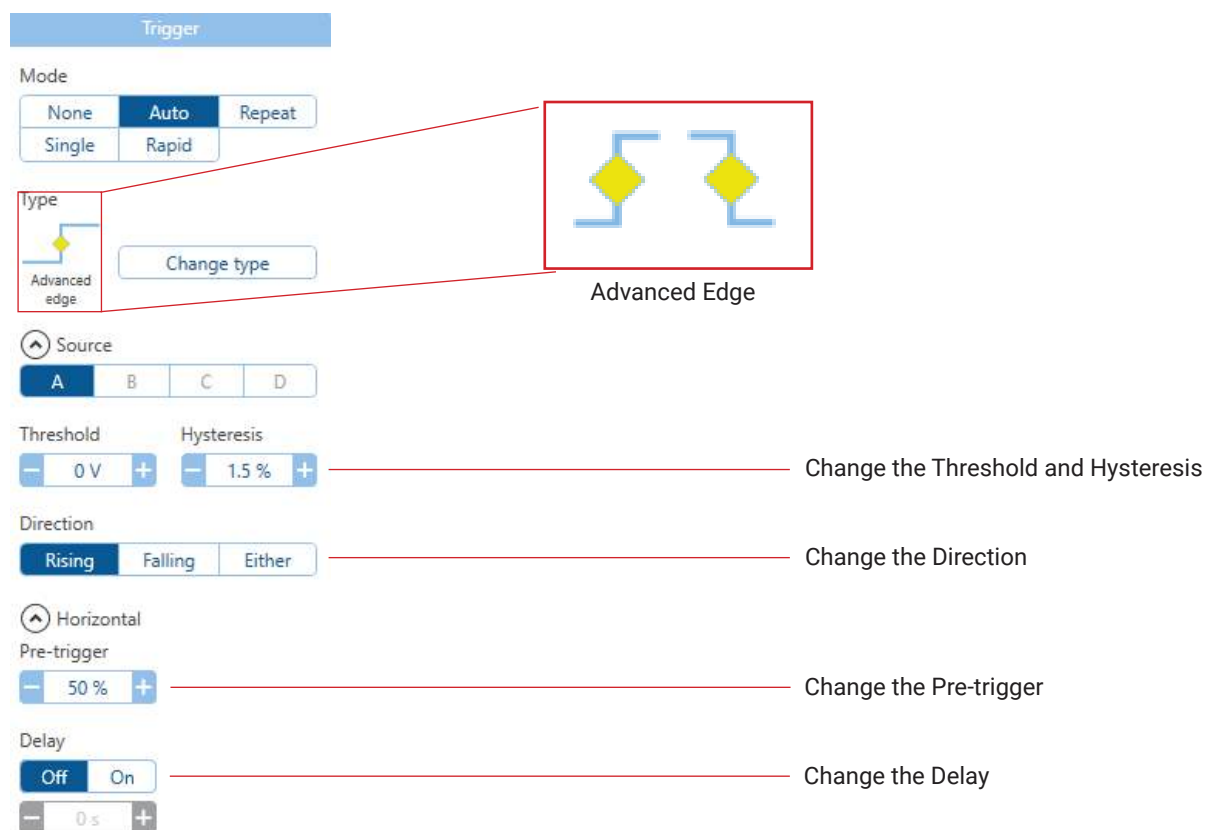 Trigger
Mode
None Auto Repeat
Single Rapid
Type
Advanced
edge
Change type
Advanced Edge
Source
A B C D
Threshold Hysteresis
− 0 V + − 1.5 % +
Change the Threshold and Hysteresis
Direction
Rising Falling Either
Change the Direction
Horizontal
Pre-trigger
− 50 % +
Change the Pre-trigger
Delay
Off On
Change the Delay
− 0 s +